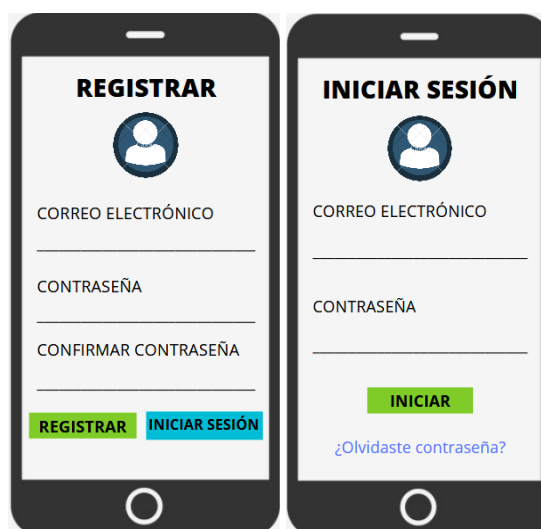 REGISTRAR
CORREO ELECTRÓNICO
CONTRASEÑA
CONFIRMAR CONTRASEÑA
REGISTRAR
INICIAR SESIÓN
INICIAR SESIÓN
CORREO ELECTRÓNICO
CONTRASEÑA
INICIAR
¿Olvidaste contraseña?